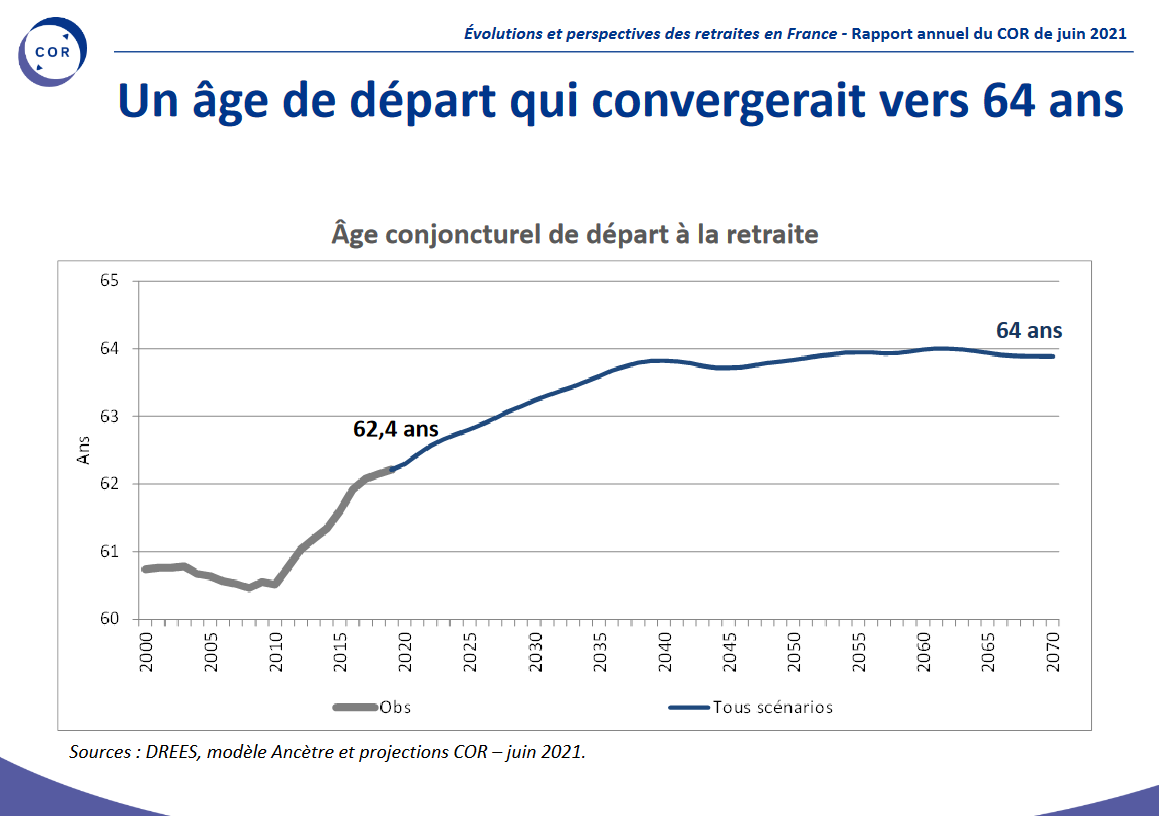 COR
Évolutions et perspectives des retraites en France - Rapport annuel du COR de juin 2021
Un âge de départ qui convergerait vers 64 ans
Âge conjoncturel de départ à la retraite
65
64
63
62
61
60
Ans
62,4 ans
64 ans
2000 2005 2010 2015 2020 2025 2030 2035 2040 2045 2050 2055 2060 2065 2070
Obs Tous scénarios
Sources : DREES, modèle Ancètre et projections COR – juin 2021.